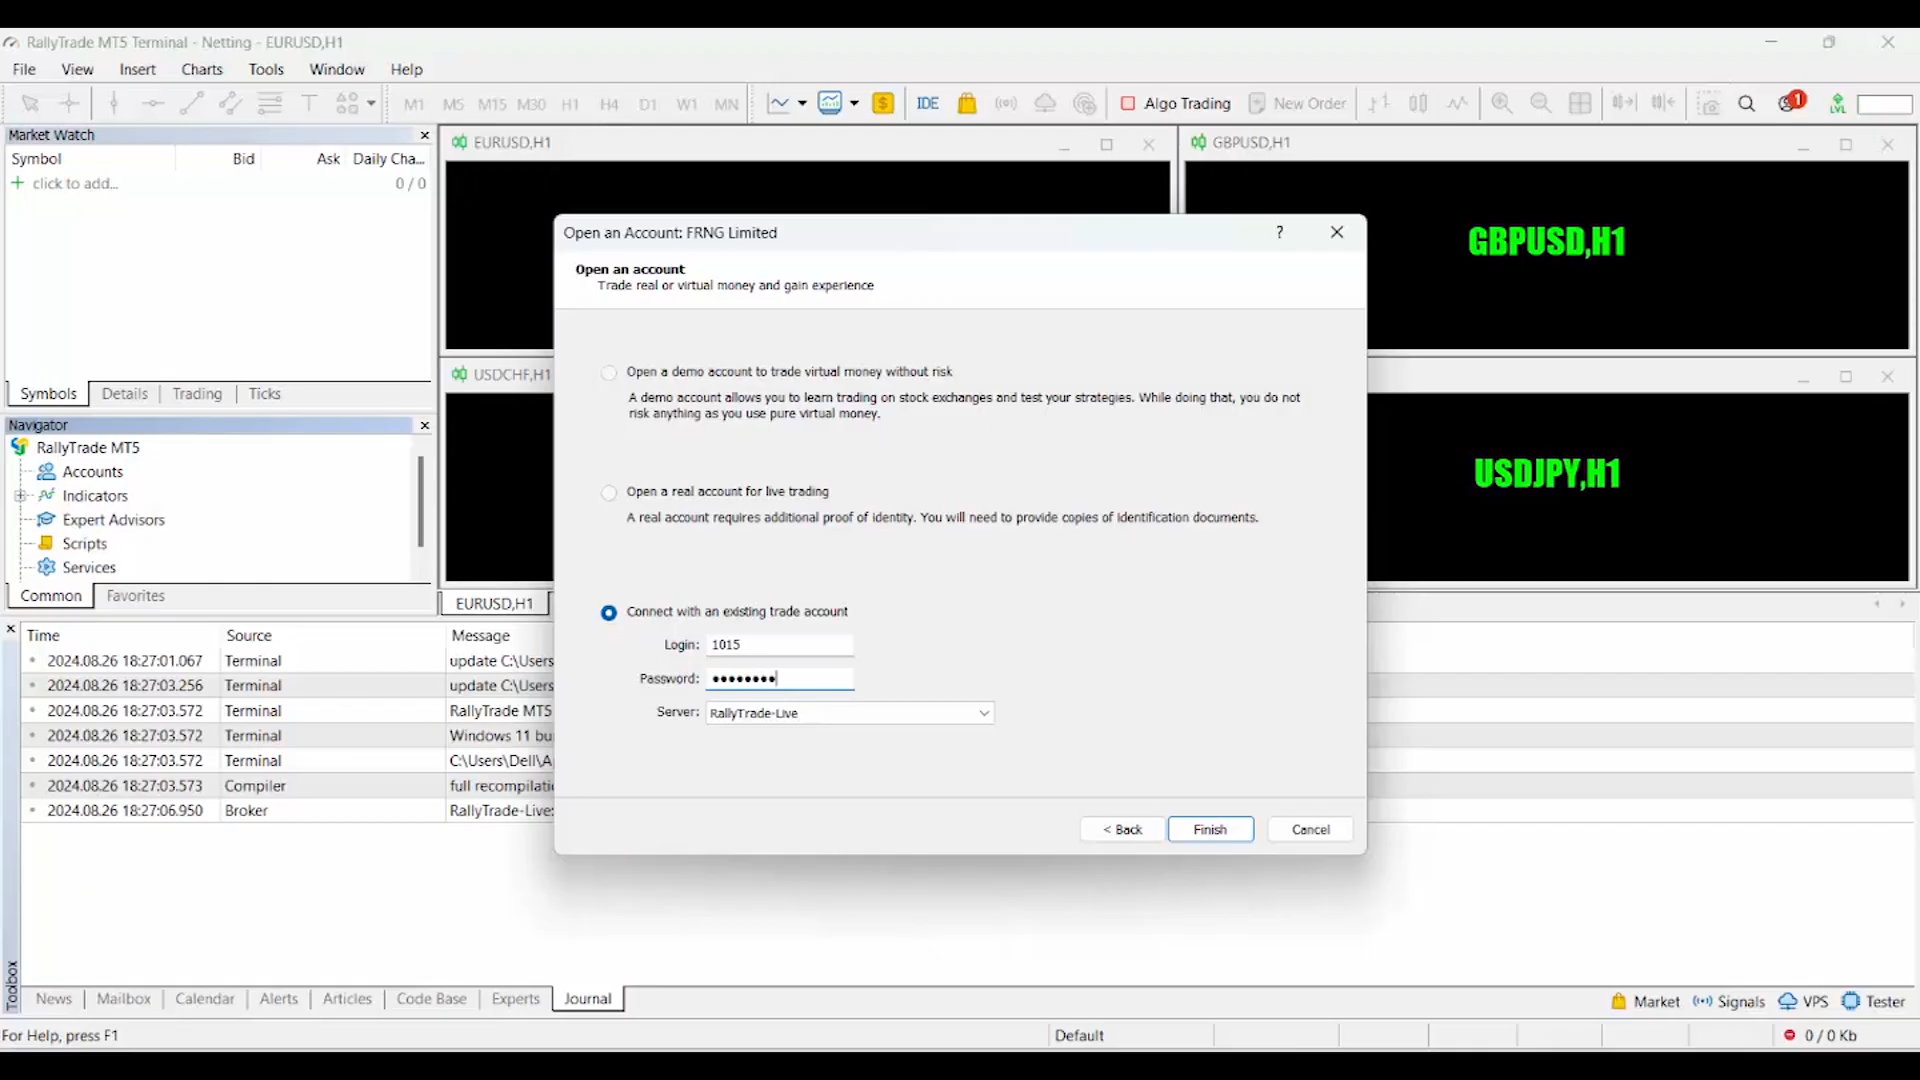 RallyTrade MT5 Terminal - Netting - EURUSD,H1
File View Insert Charts Tools Window Help
M1 M5 M15 M30 H1 H4 D1 W1 MN IDE Algo Trading New Order 1 LVL
Market Watch
Symbol Bid Ask Daily Cha...
click to add... 0 / 0
Symbols Details Trading Ticks
Navigator
RallyTrade MT5
Accounts
Indicators
Expert Advisors
Scripts
Services
Common Favorites
EURUSD,H1
GBPUSD,H1
GBPUSD,H1
USDCHF,H1
USDJPY,H1
EURUSD,H1
Open an Account: FRNG Limited
Open an account
Trade real or virtual money and gain experience
Open a demo account to trade virtual money without risk
A demo account allows you to learn trading on stock exchanges and test your strategies. While doing that, you do not
risk anything as you use pure virtual money.
Open a real account for live trading
A real account requires additional proof of identity. You will need to provide copies of identification documents.
Connect with an existing trade account
Login: 1015
Password: ••••••••
Server: RallyTrade-Live
< Back Finish Cancel
Time Source Message
2024.08.26 18:27:01.067 Terminal update C:\Users
2024.08.26 18:27:03.256 Terminal update C:\Users
2024.08.26 18:27:03.572 Terminal RallyTrade MT5
2024.08.26 18:27:03.572 Terminal Windows 11 bu
2024.08.26 18:27:03.572 Terminal C:\Users\Dell\A
2024.08.26 18:27:03.573 Compiler full recompilati
2024.08.26 18:27:06.950 Broker RallyTrade-Live:
Toolbox
News Mailbox Calendar Alerts Articles Code Base Experts Journal
Market Signals VPS Tester
For Help, press F1 Default 0 / 0 Kb